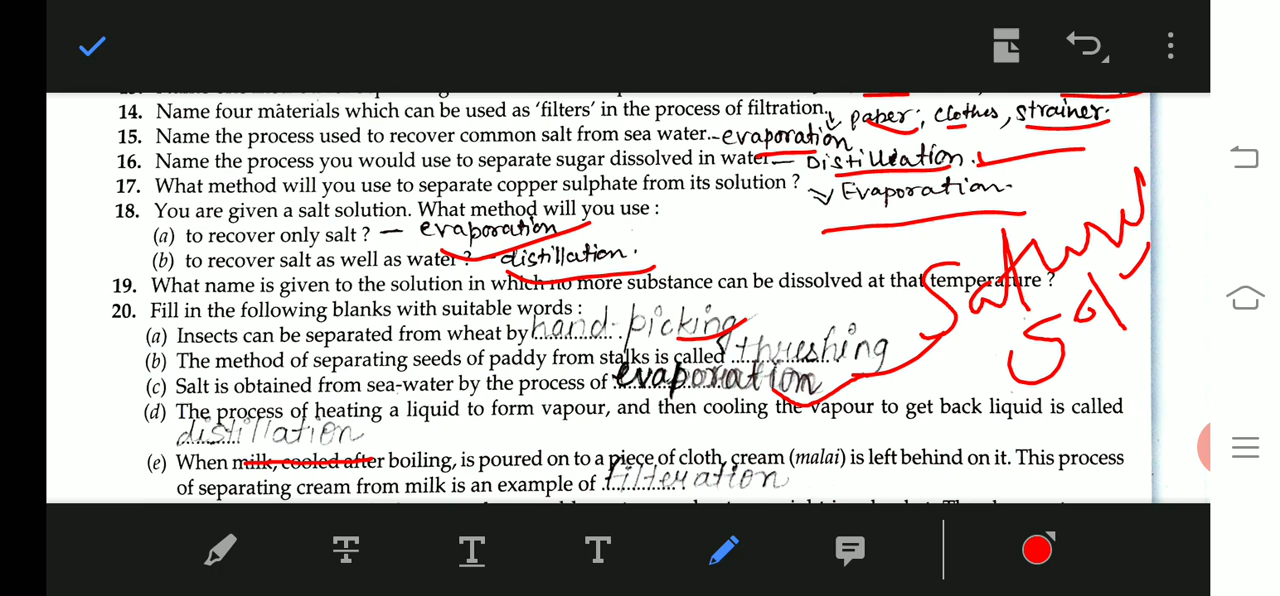 14. Name four materials which can be used as 'filters' in the process of filtration. paper, clothes, strainer.
15. Name the process used to recover common salt from sea water. - evaporation
16. Name the process you would use to separate sugar dissolved in water - Distillation.
17. What method will you use to separate copper sulphate from its solution ? Evaporation.
18. You are given a salt solution. What method will you use :
(a) to recover only salt ? - evaporation
(b) to recover salt as well as water ? - distillation.
19. What name is given to the solution in which no more substance can be dissolved at that temperature ?
Sol
20. Fill in the following blanks with suitable words :
(a) Insects can be separated from wheat by hand-picking
(b) The method of separating seeds of paddy from stalks is called threshing
(c) Salt is obtained from sea-water by the process of evaporation
(d) The process of heating a liquid to form vapour, and then cooling the vapour to get back liquid is called
distillation
(e) When milk, cooled after boiling, is poured on to a piece of cloth, cream (malai) is left behind on it. This process
of separating cream from milk is an example of filteration